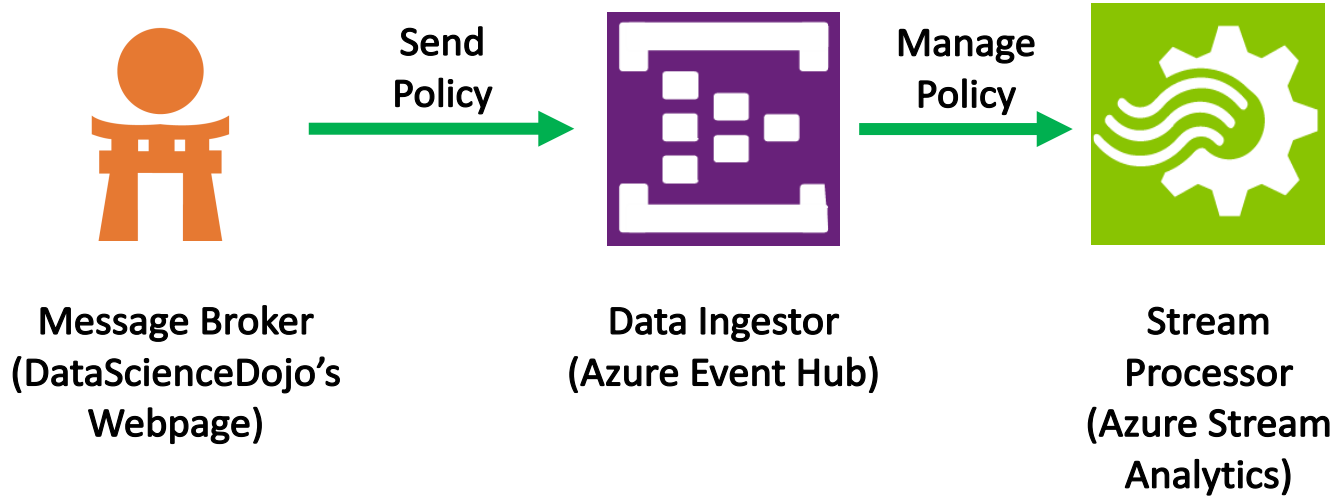 Send
Policy
Manage
Policy
Message Broker
(DataScienceDojo's
Webpage)
Data Ingestor
(Azure Event Hub)
Stream
Processor
(Azure Stream
Analytics)